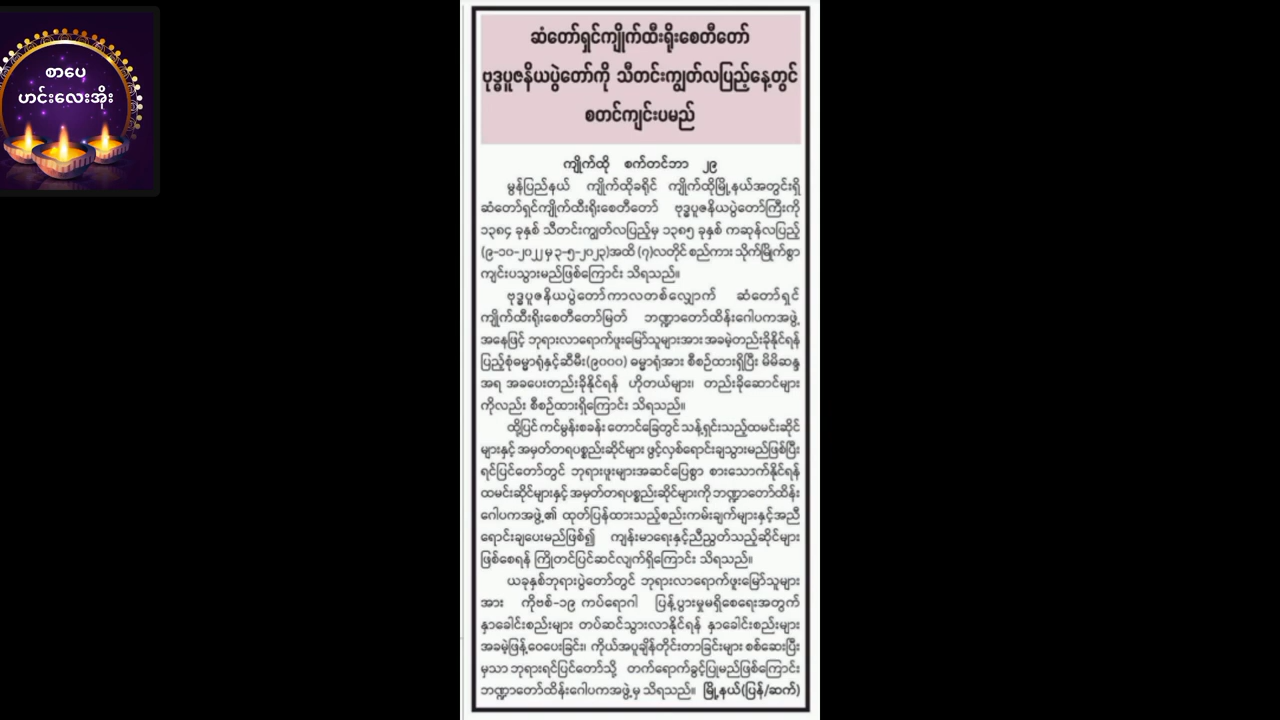 စာပေ
ဟင်းလေးအိုး
ဆံတော်ရှင်ကျိုက်ထီးရိုးစေတီတော်
ဗုဒ္ဓပူဇနိယပွဲတော်ကို သီတင်းကျွတ်လပြည့်နေ့တွင်
စတင်ကျင်းပမည်
ကျိုက်ထို စက်တင်ဘာ ၂၉
မွန်ပြည်နယ် ကျိုက်ထိုခရိုင် ကျိုက်ထိုမြို့နယ်အတွင်းရှိ
ဆံတော်ရှင်ကျိုက်ထီးရိုးစေတီတော် ဗုဒ္ဓပူဇနိယပွဲတော်ကြီးကို
၁၃၈၄ ခုနှစ် သီတင်းကျွတ်လပြည့်မှ ၁၃၈၅ ခုနှစ် ကဆုန်လပြည့်
(၉-၁၀-၂၀၂၂ မှ ၃-၅-၂၀၂၃)အထိ (၇)လတိုင် စည်ကား သိုက်မြိုက်စွာ
ကျင်းပသွားမည်ဖြစ်ကြောင်း သိရသည်။
ဗုဒ္ဓပူဇနိယပွဲတော်ကာလတစ်လျှောက် ဆံတော်ရှင်
ကျိုက်ထီးရိုးစေတီတော်မြတ် ဘဏ္ဍာတော်ထိန်းဂေါပကအဖွဲ့
အနေဖြင့် ဘုရားလာရောက်ဖူးမြော်သူများအား အခမဲ့တည်းခိုနိုင်ရန်
ပြည့်စုံဓမ္မာရုံနှင့်ဆီမီး(၉၀၀၀) ဓမ္မာရုံအား စီစဉ်ထားရှိပြီး မိမိဆန္ဒ
အရ အခပေးတည်းခိုနိုင်ရန် ဟိုတယ်များ၊ တည်းခိုဆောင်များ
ကိုလည်း စီစဉ်ထားရှိကြောင်း သိရသည်။
ထို့ပြင် ကင်မွန်းစခန်း တောင်ခြေတွင် သန့်ရှင်းသည့်ထမင်းဆိုင်
များနှင့် အမှတ်တရပစ္စည်းဆိုင်များ ဖွင့်လှစ်ရောင်းချသွားမည်ဖြစ်ပြီး
ရင်ပြင်တော်တွင် ဘုရားဖူးများအဆင်ပြေစွာ စားသောက်နိုင်ရန်
ထမင်းဆိုင်များနှင့် အမှတ်တရပစ္စည်းဆိုင်များကို ဘဏ္ဍာတော်ထိန်း
ဂေါပကအဖွဲ့၏ ထုတ်ပြန်ထားသည့်စည်းကမ်းချက်များနှင့်အညီ
ရောင်းချပေးမည်ဖြစ်၍ ကျန်းမာရေးနှင့်ညီညွတ်သည့်ဆိုင်များ
ဖြစ်စေရန် ကြိုတင်ပြင်ဆင်လျက်ရှိကြောင်း သိရသည်။
ယခုနှစ်ဘုရားပွဲတော်တွင် ဘုရားလာရောက်ဖူးမြော်သူများ
အား ကိုဗစ်-၁၉ ကပ်ရောဂါ ပြန့်ပွားမှုမရှိစေရေးအတွက်
နှာခေါင်းစည်းများ တပ်ဆင်သွားလာနိုင်ရန် နှာခေါင်းစည်းများ
အခမဲ့ဖြန့်ဝေပေးခြင်း၊ ကိုယ်အပူချိန်တိုင်းတာခြင်းများ စစ်ဆေးပြီး
မှသာ ဘုရားရင်ပြင်တော်သို့ တက်ရောက်ခွင့်ပြုမည်ဖြစ်ကြောင်း
ဘဏ္ဍာတော်ထိန်းဂေါပကအဖွဲ့မှ သိရသည်။ မြို့နယ်(ပြန်/ဆက်)